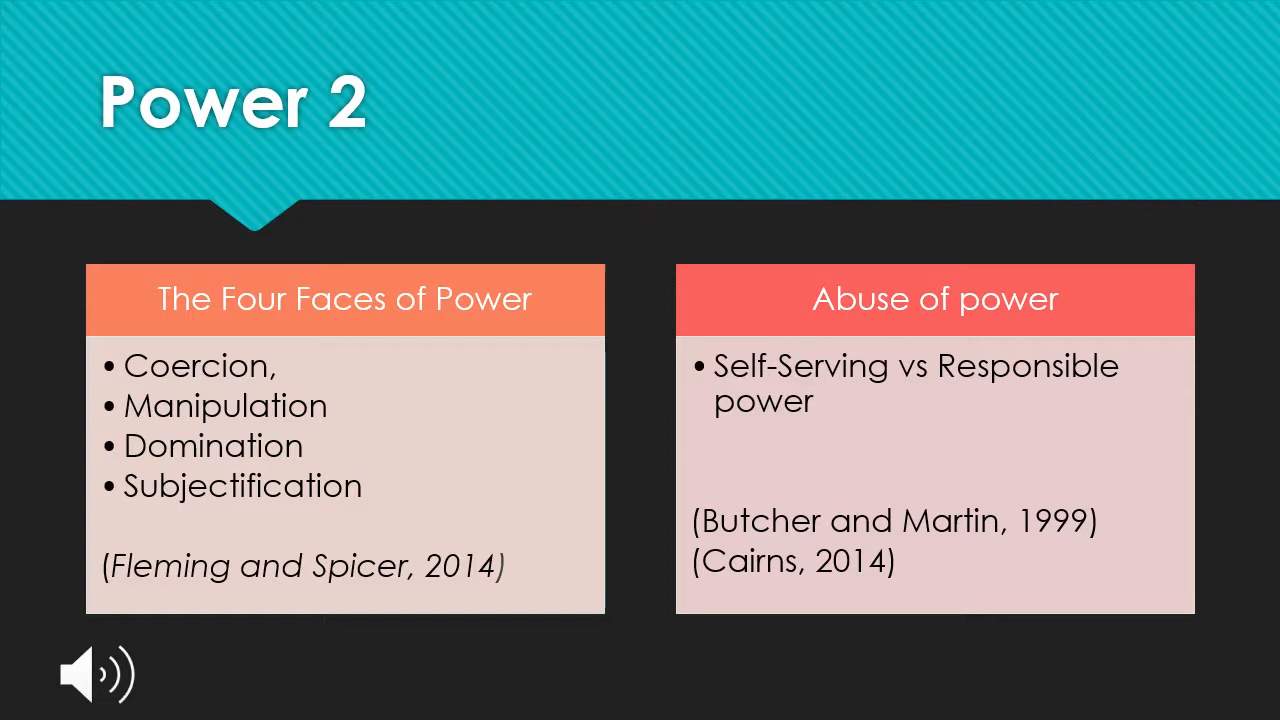 Power 2
The Four Faces of Power
• Coercion,
• Manipulation
• Domination
• Subjectification
(Fleming and Spicer, 2014)
Abuse of power
• Self-Serving vs Responsible
power
(Butcher and Martin, 1999)
(Cairns, 2014)